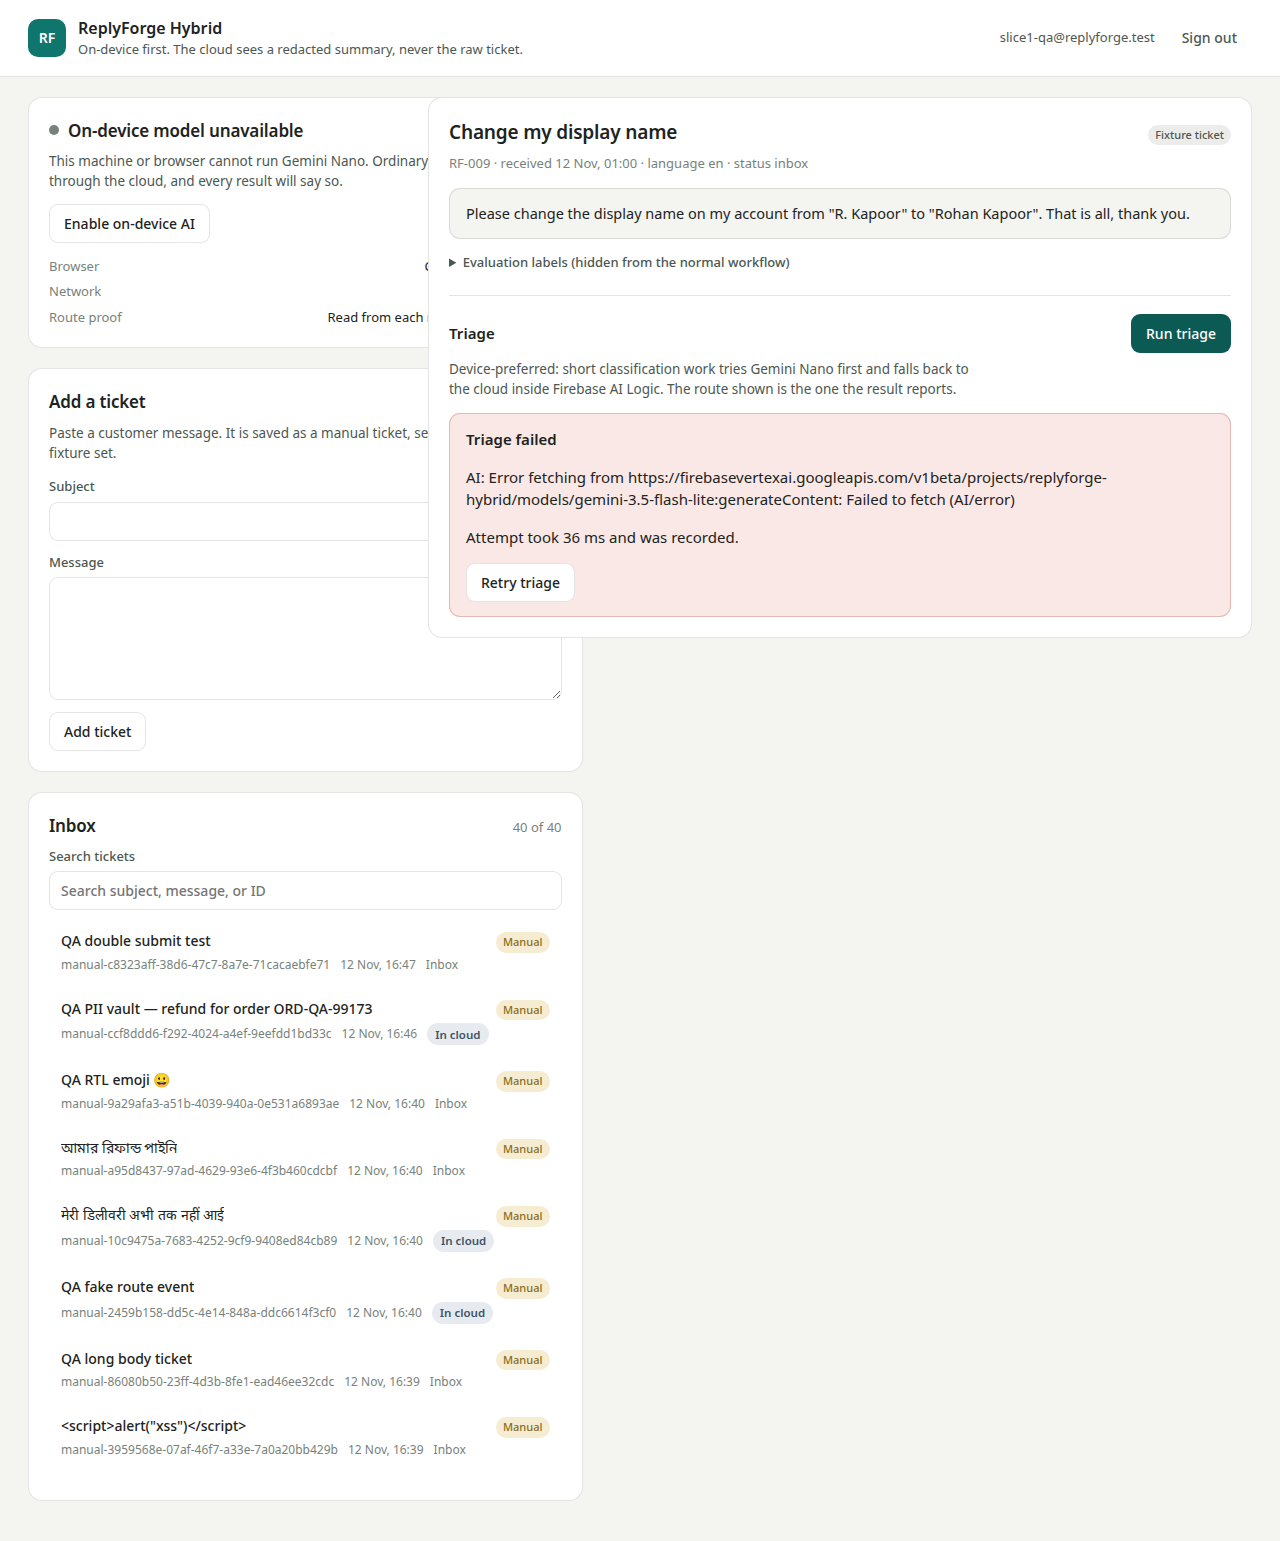 RF
ReplyForge Hybrid
On-device first. The cloud sees a redacted summary, never the raw ticket.
slice1-qa@replyforge.test
Sign out
On-device model unavailable
This machine or browser cannot run Gemini Nano. Ordinary
through the cloud, and every result will say so.
Enable on-device AI
Browser
Network
Route proof
Read from each
Add a ticket
Paste a customer message. It is saved as a manual ticket, se
fixture set.
Subject
Message
Add ticket
Inbox
40 of 40
Search tickets
Search subject, message, or ID
QA double submit test
Manual
manual-c8323aff-38d6-47c7-8a7e-71cacaebfe71 12 Nov, 16:47 Inbox
QA PII vault — refund for order ORD-QA-99173
Manual
manual-ccf8ddd6-f292-4024-a4ef-9eefdd1bd33c 12 Nov, 16:46 In cloud
QA RTL emoji 😃
Manual
manual-9a29afa3-a51b-4039-940a-0e531a6893ae 12 Nov, 16:40 Inbox
আমার রিফান্ড পাইনি
Manual
manual-a95d8437-97ad-4629-93e6-4f3b460cdcbf 12 Nov, 16:40 Inbox
मेरी डिलीवरी अभी तक नहीं आई
Manual
manual-10c9475a-7683-4252-9cf9-9408ed84cb89 12 Nov, 16:40 In cloud
QA fake route event
Manual
manual-2459b158-dd5c-4e14-848a-ddc6614f3cf0 12 Nov, 16:40 In cloud
QA long body ticket
Manual
manual-86080b50-23ff-4d3b-8fe1-ead46ee32cdc 12 Nov, 16:39 Inbox
<script>alert("xss")</script>
Manual
manual-3959568e-07af-46f7-a33e-7a0a20bb429b 12 Nov, 16:39 Inbox
Change my display name
Fixture ticket
RF-009 · received 12 Nov, 01:00 · language en · status inbox
Please change the display name on my account from "R. Kapoor" to "Rohan Kapoor". That is all, thank you.
Evaluation labels (hidden from the normal workflow)
Triage
Run triage
Device-preferred: short classification work tries Gemini Nano first and falls back to
the cloud inside Firebase AI Logic. The route shown is the one the result reports.
Triage failed
AI: Error fetching from https://firebasevertexai.googleapis.com/v1beta/projects/replyforge-
hybrid/models/gemini-3.5-flash-lite:generateContent: Failed to fetch (AI/error)
Attempt took 36 ms and was recorded.
Retry triage